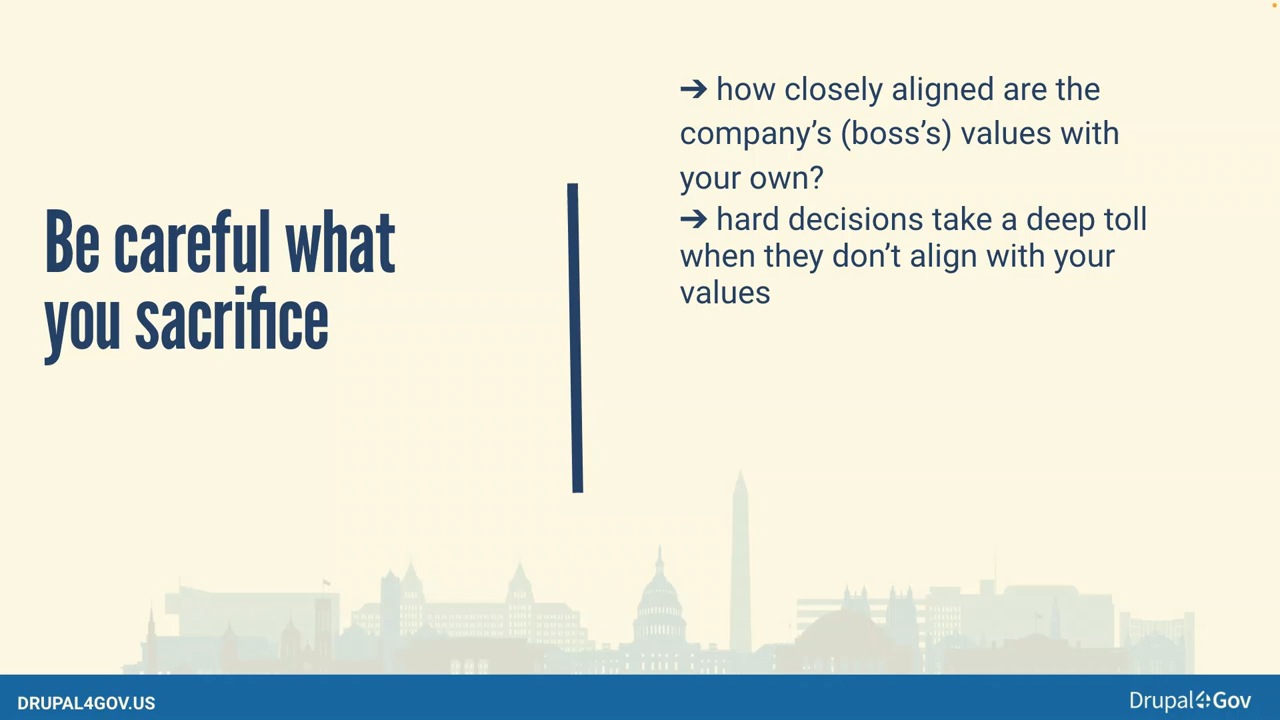 Be careful what
you sacrifice
➔ how closely aligned are the
company’s (boss’s) values with
your own?
➔ hard decisions take a deep toll
when they don’t align with your
values
DRUPAL4GOV.US
Drupal4Gov